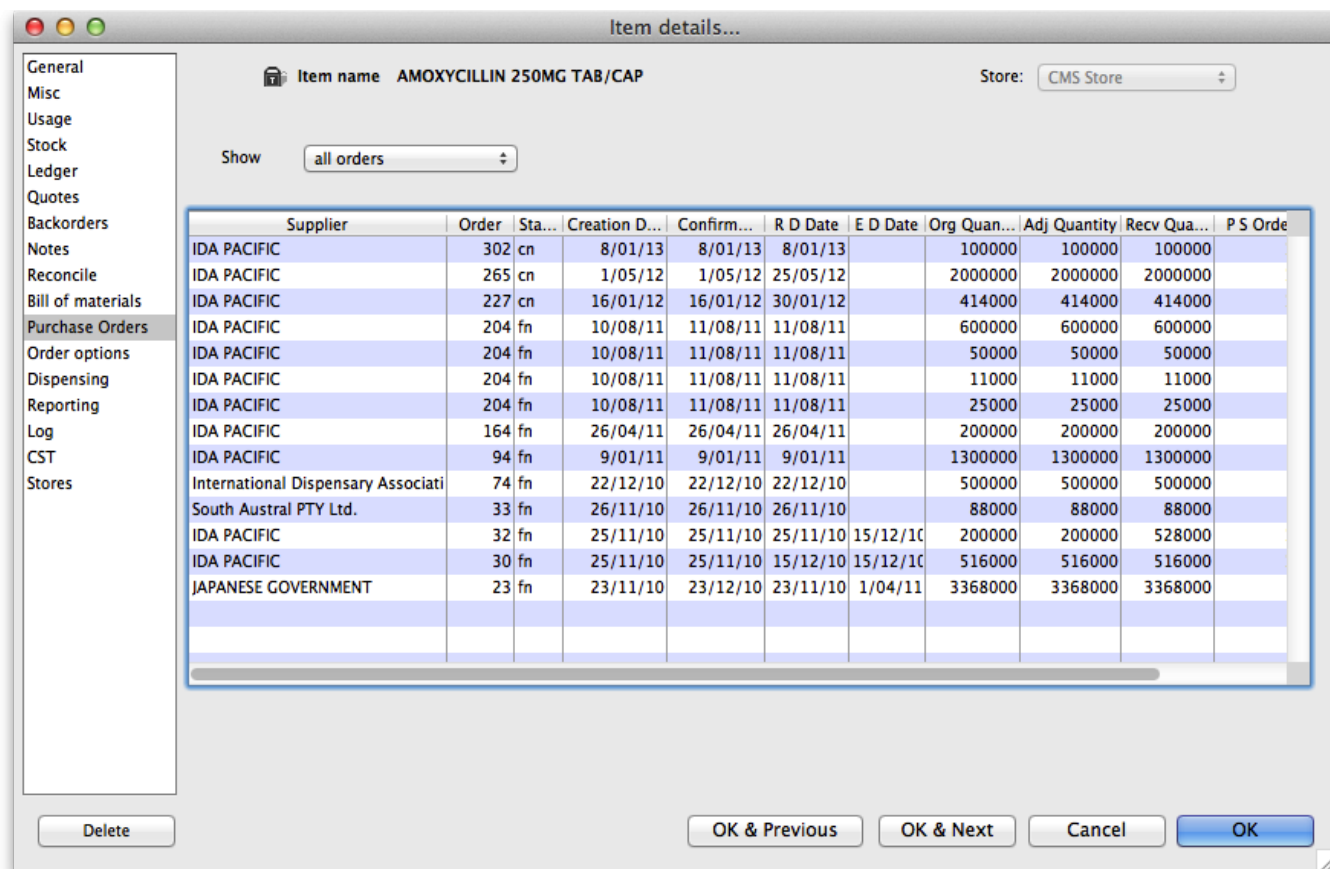 Item details...
General
Misc
Usage
Stock
Ledger
Quotes
Backorders
Notes
Reconcile
Bill of materials
Purchase Orders
Order options
Dispensing
Reporting
Log
CST
Stores
Item name AMOXYCILLIN 250MG TAB/CAP Store: CMS Store
Show all orders
Supplier Order Sta... Creation D... Confirm... R D Date E D Date Org Quan... Adj Quantity Recv Qua... P S Orde
IDA PACIFIC 302 cn 8/01/13 8/01/13 8/01/13 100000 100000 100000
IDA PACIFIC 265 cn 1/05/12 1/05/12 25/05/12 2000000 2000000 2000000
IDA PACIFIC 227 cn 16/01/12 16/01/12 30/01/12 414000 414000 414000
IDA PACIFIC 204 fn 10/08/11 11/08/11 11/08/11 600000 600000 600000
IDA PACIFIC 204 fn 10/08/11 11/08/11 11/08/11 50000 50000 50000
IDA PACIFIC 204 fn 10/08/11 11/08/11 11/08/11 11000 11000 11000
IDA PACIFIC 204 fn 10/08/11 11/08/11 11/08/11 25000 25000 25000
IDA PACIFIC 164 fn 26/04/11 26/04/11 26/04/11 200000 200000 200000
IDA PACIFIC 94 fn 9/01/11 9/01/11 9/01/11 1300000 1300000 1300000
International Dispensary Associati 74 fn 22/12/10 22/12/10 22/12/10 500000 500000 500000
South Austral PTY Ltd. 33 fn 26/11/10 26/11/10 26/11/10 88000 88000 88000
IDA PACIFIC 32 fn 25/11/10 25/11/10 25/11/10 15/12/10 200000 200000 528000
IDA PACIFIC 30 fn 25/11/10 25/11/10 15/12/10 15/12/10 516000 516000 516000
JAPANESE GOVERNMENT 23 fn 23/11/10 23/12/10 23/11/10 1/04/11 3368000 3368000 3368000
Delete OK & Previous OK & Next Cancel OK